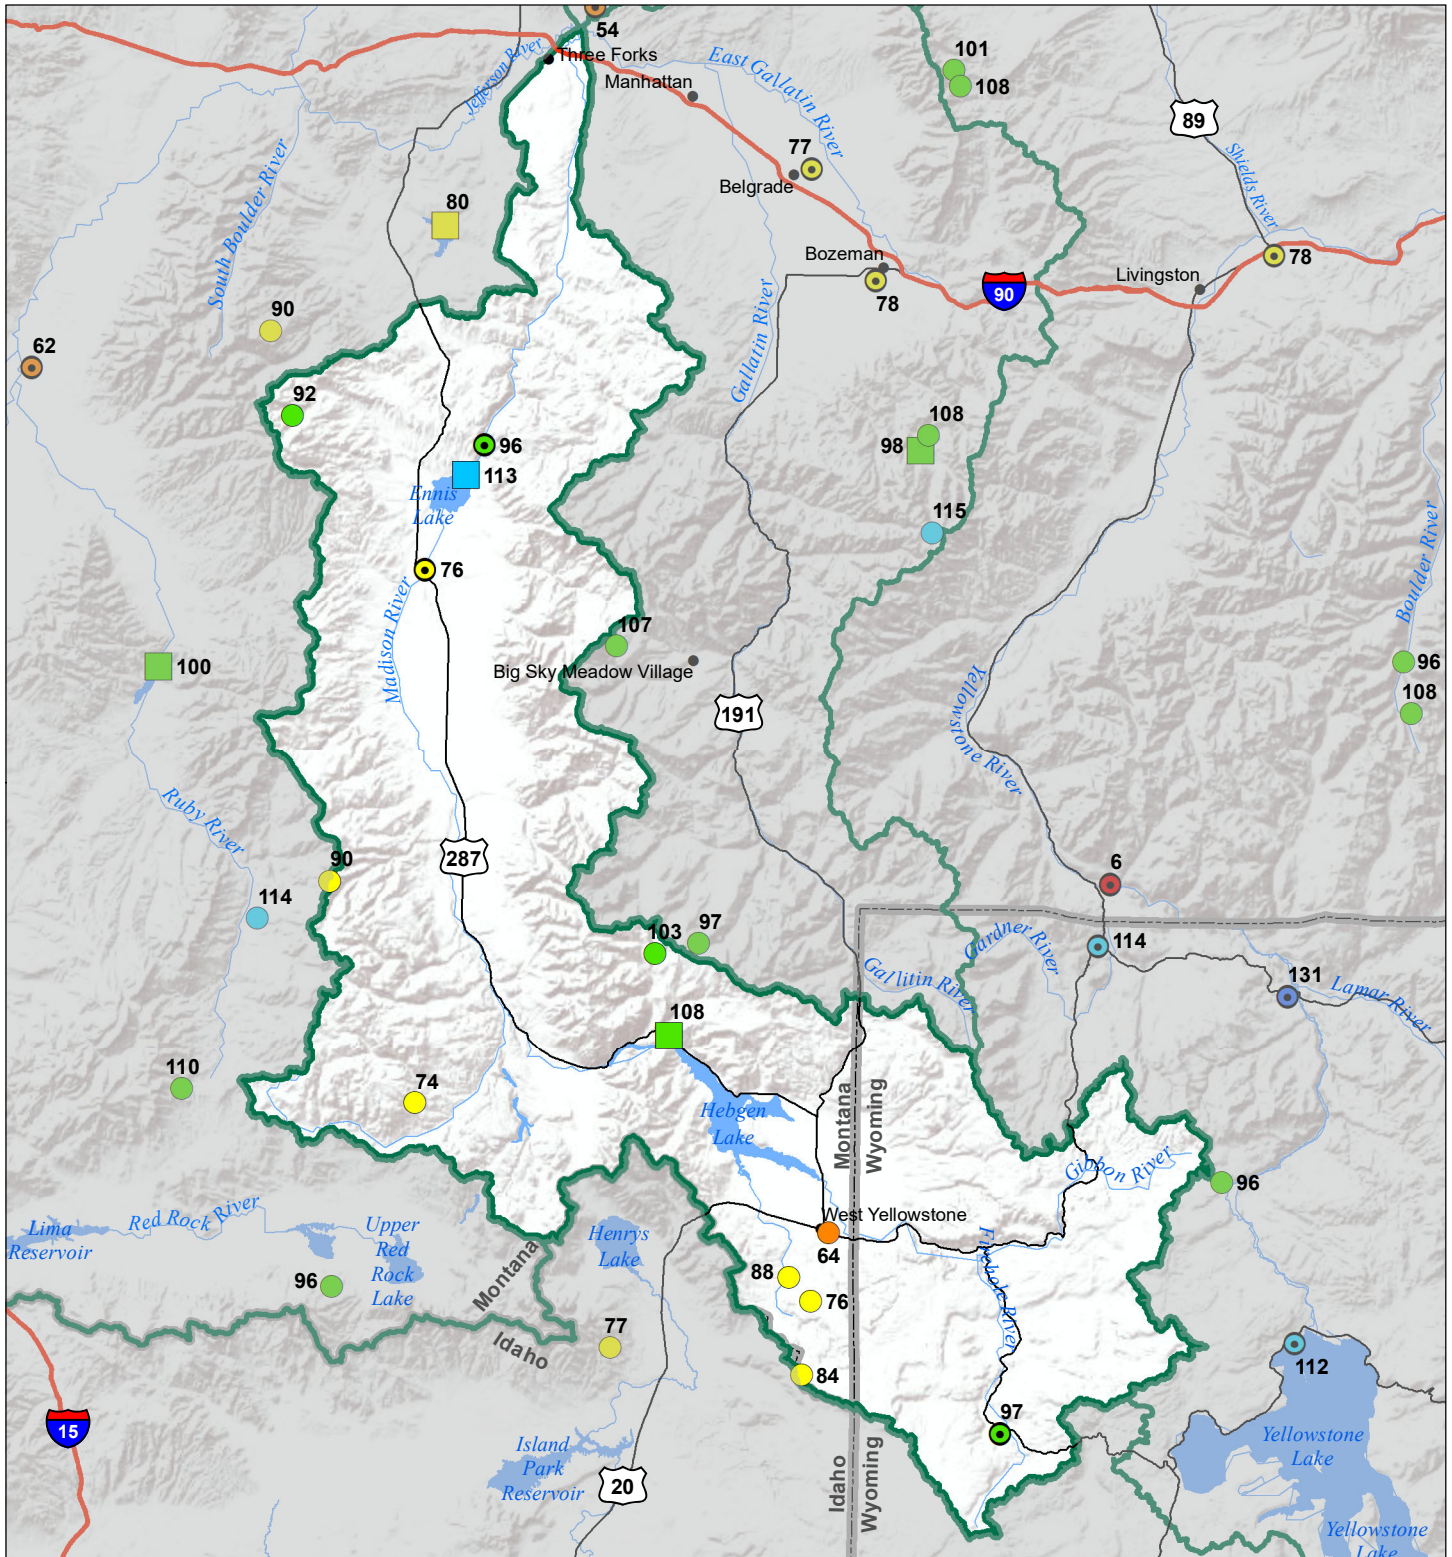 54
Three Forks
Jefferson River
Manhattan
East Gallatin River
101
108
89
Shields River
77
Belgrade
South Boulder River
80
Bozeman
78
90
Livingston
78
Gallatin River
90
62
92
108
98
96
113
Ennis
Lake
115
Boulder River
76
Madison River
107
Big Sky Meadow Village
100
96
108
191
Yellowstone River
Ruby River
287
90
6
114
103
97
Gardner River
114
Gallitin River
131
Lamar River
108
110
74
Hebgen
Lake
Montana
Wyoming
Gibbon River
96
Lima
Reservoir
Red Rock River
Upper
Red
Rock
Lake
Henrys
Lake
West Yellowstone
64
Firehole River
Montana
Idaho
96
88
76
77
84
112
15
97
Island
Park
Reservoir
20
Idaho
Wyoming
Yellowstone
Lake
Yellowstone
Lake